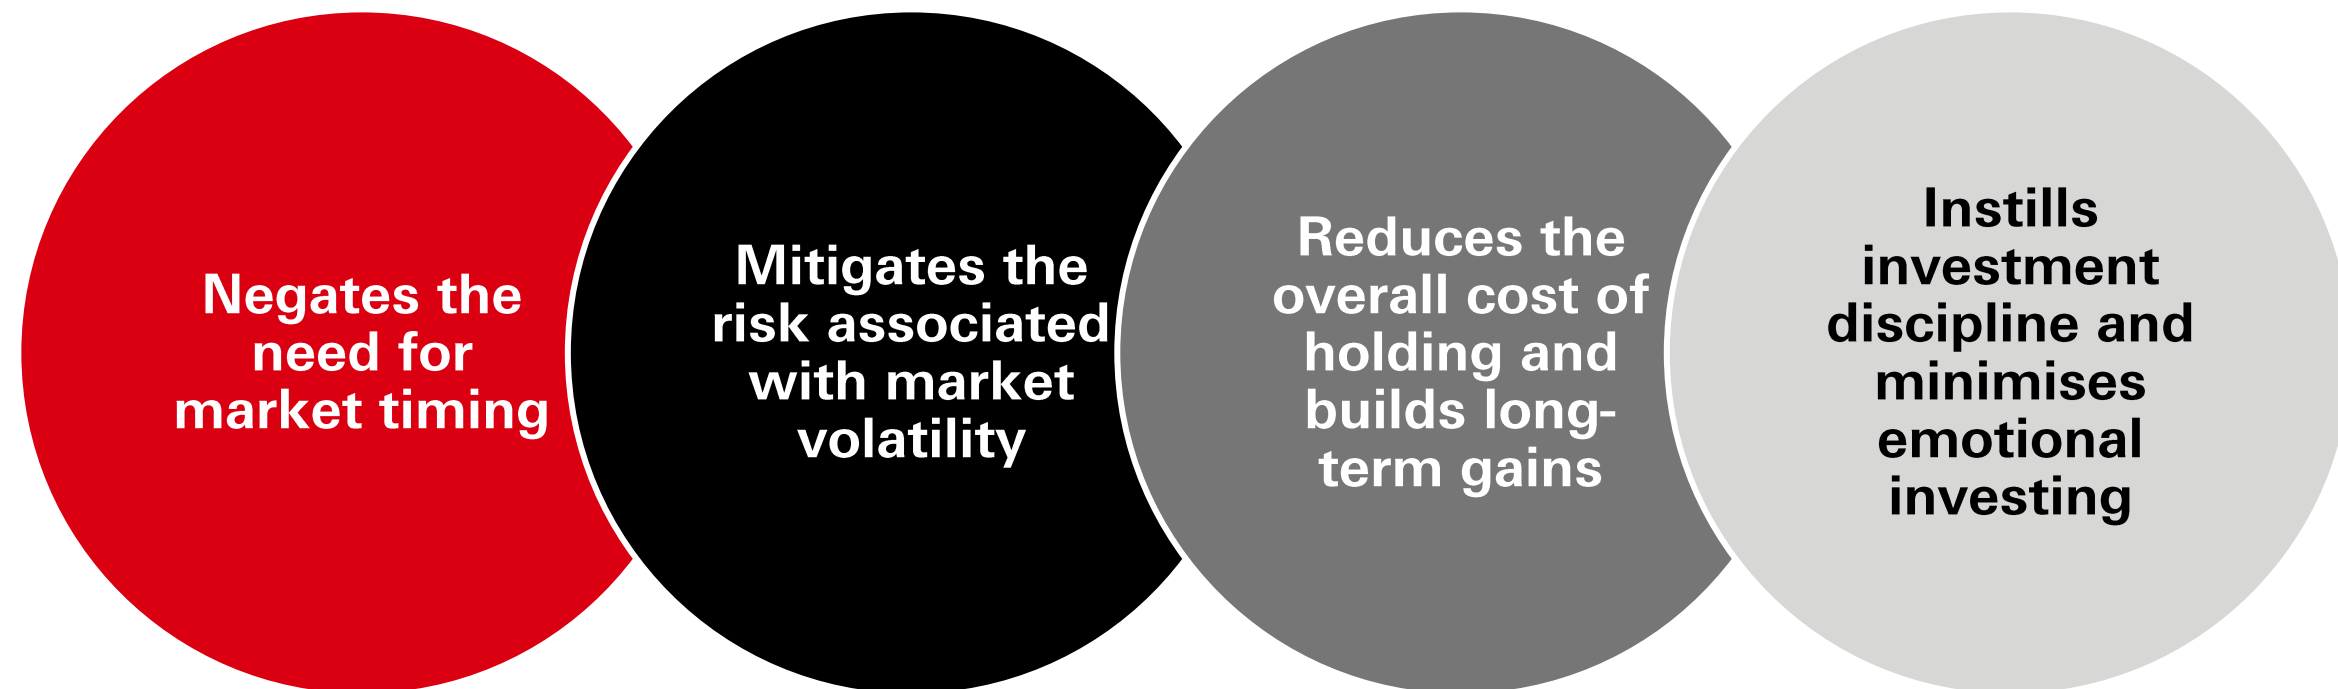 Negates the
need for
market timing
Mitigates the
risk associated
with market
volatility
Reduces the
overall cost of
holding and
builds long-
term gains
Instills
investment
discipline and
minimises
emotional
investing